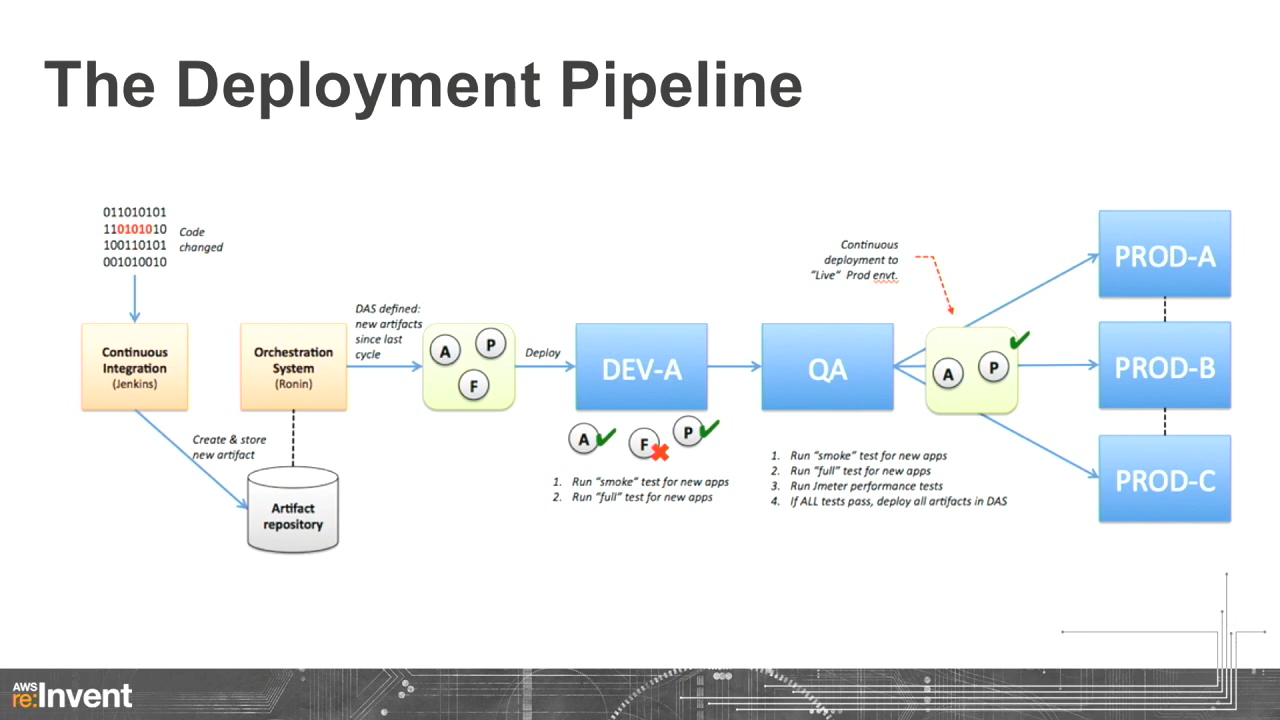 The Deployment Pipeline
011010101
110101010
100110101
001010010
Code
changed
Continuous
Integration
(Jenkins)
Orchestration
System
(Ronin)
Create & store
new artifact
Artifact
repository
DAS defined:
new artifacts
since last
cycle
A
P
F
Deploy
DEV-A
A
F
P
1. Run “smoke” test for new apps
2. Run “full” test for new apps
QA
1. Run “smoke” test for new apps
2. Run “full” test for new apps
3. Run Jmeter performance tests
4. If ALL tests pass, deploy all artifacts in DAS
Continuous
deployment to
“Live” Prod envt.
A
P
PROD-A
PROD-B
PROD-C
AWS
re:Invent